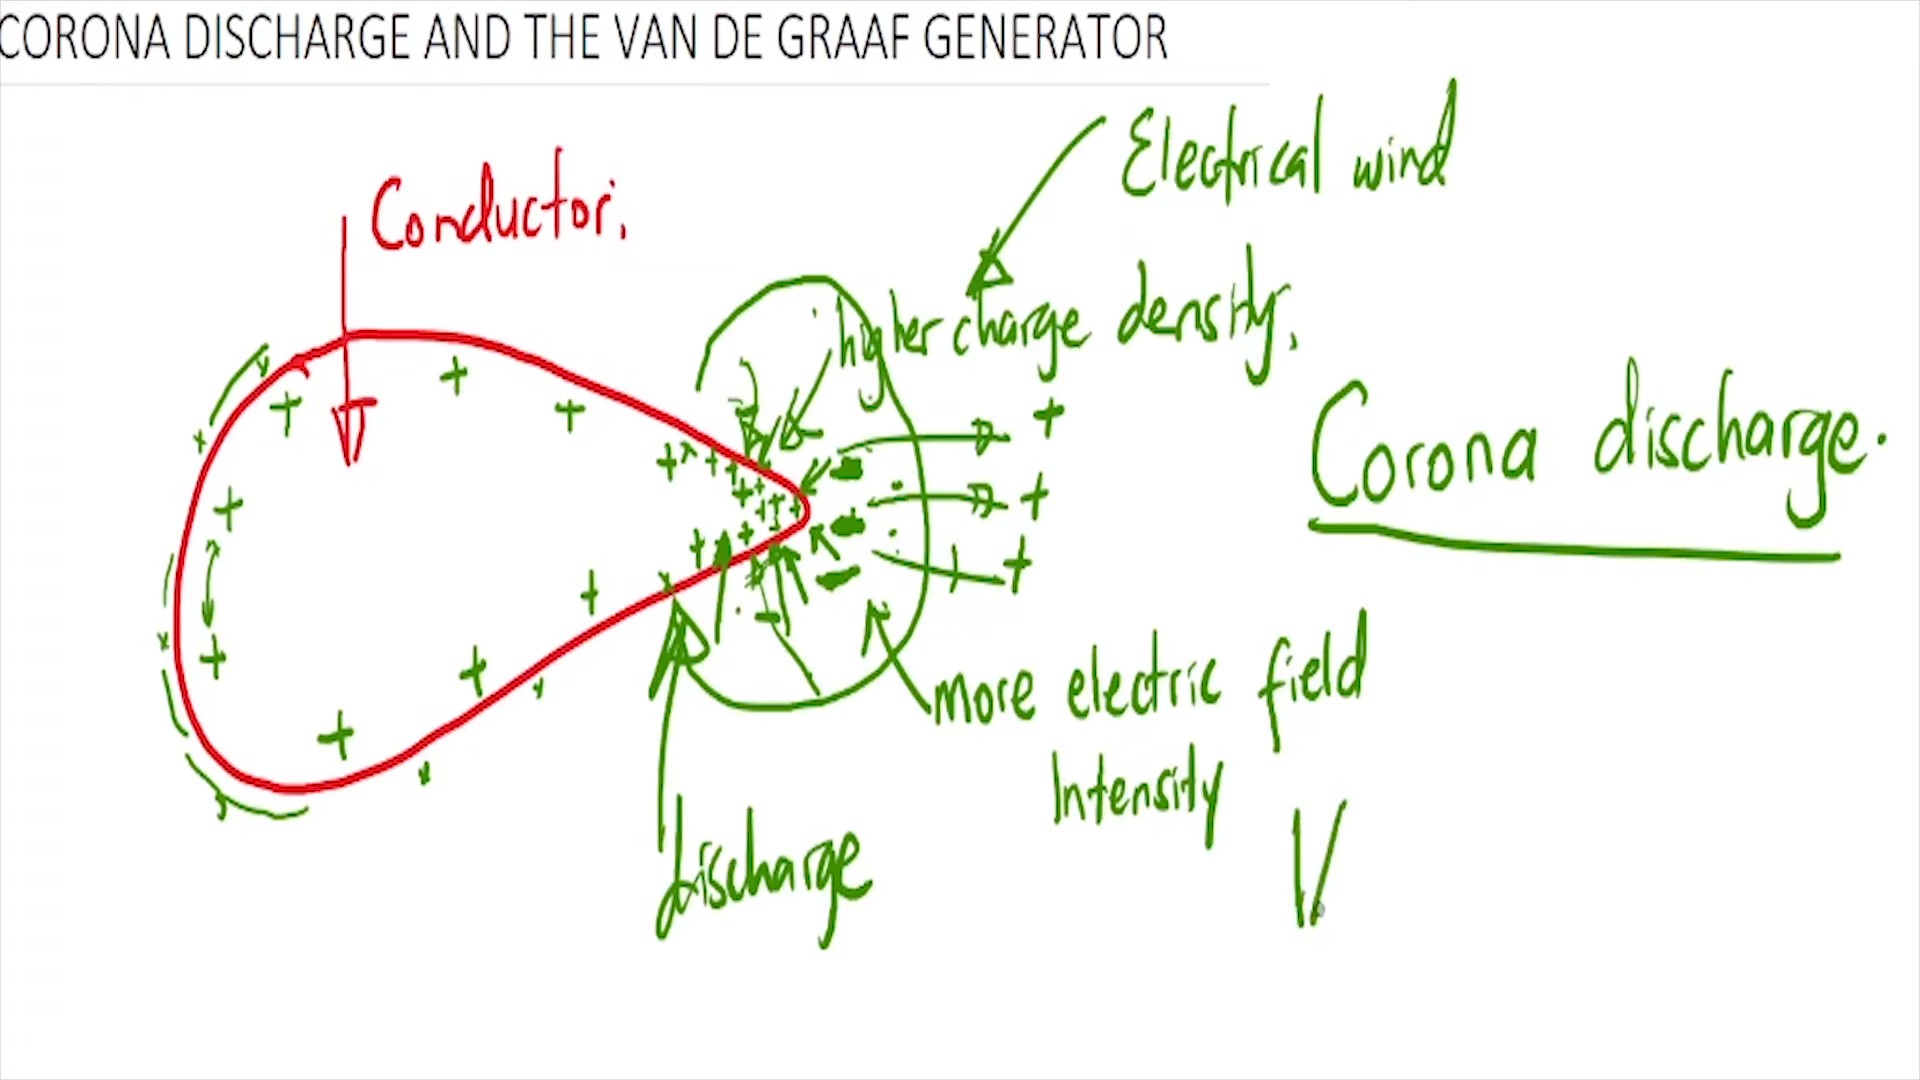 CORONA DISCHARGE AND THE VAN DE GRAAF GENERATOR
Electrical wind
Conductor.
higher charge density.
Corona discharge.
more electric field
Intensity
discharge
V